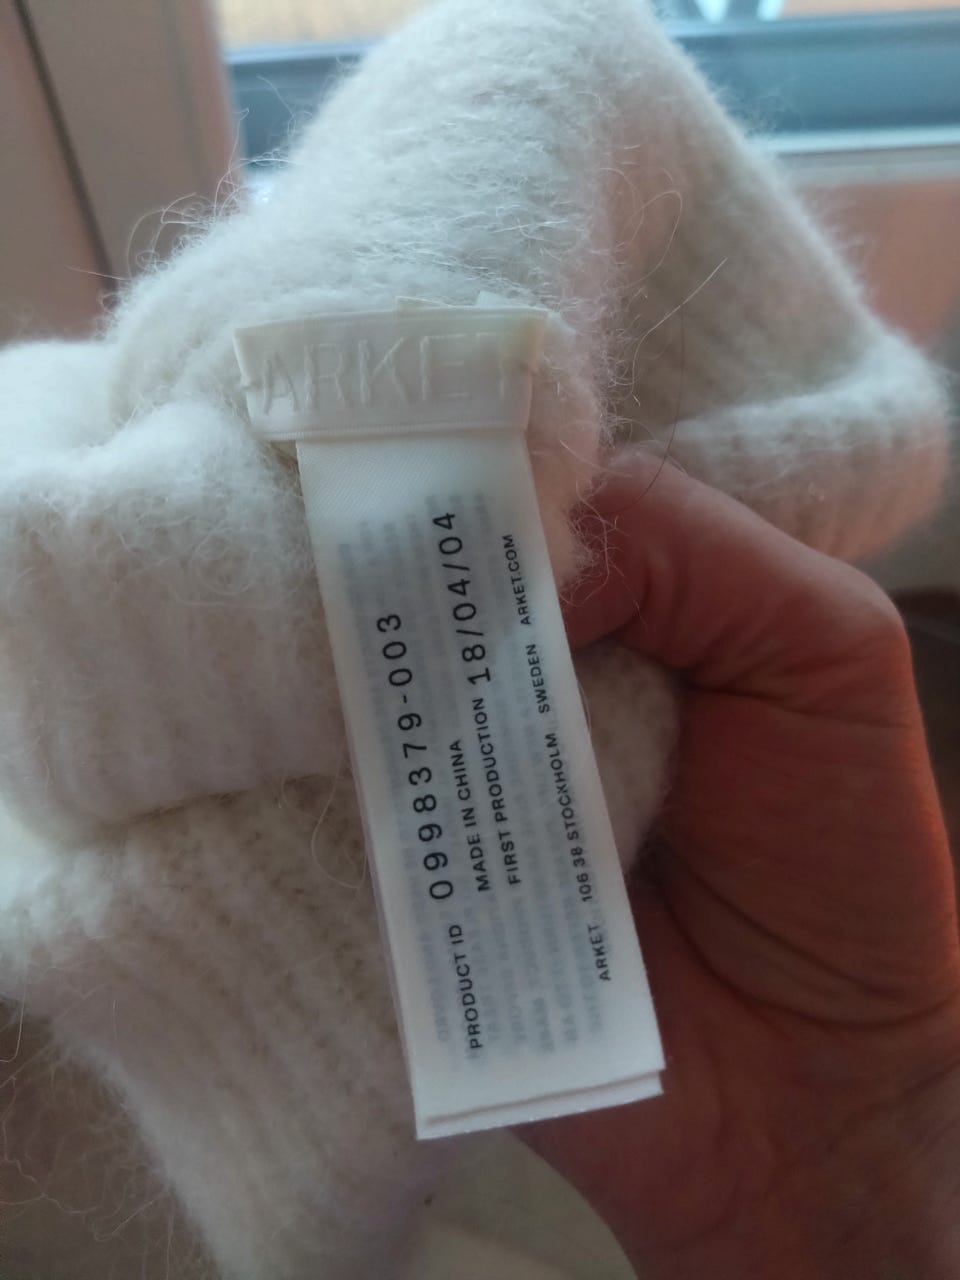 ARKET
PRODUCT ID 0998379-003
MADE IN CHINA
FIRST PRODUCTION 18/04/04
ARKET 106 38 STOCKHOLM SWEDEN ARKET.COM